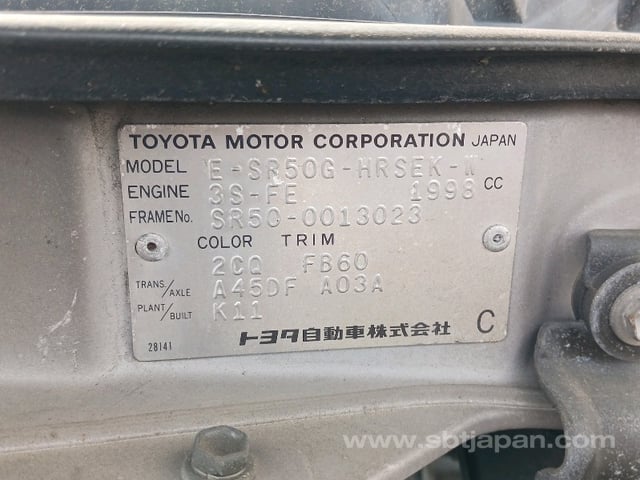 TOYOTA MOTOR CORPORATION JAPAN
MODEL E-SR50G-HRSEK-W
ENGINE 3S-FE 1998 CC
FRAME No. SR50-0013023
COLOR TRIM
2CQ FB60
TRANS./AXLE A45DF A03A
PLANT/BUILT K11
28141 トヨタ自動車株式会社 C
www.sbtjapan.com